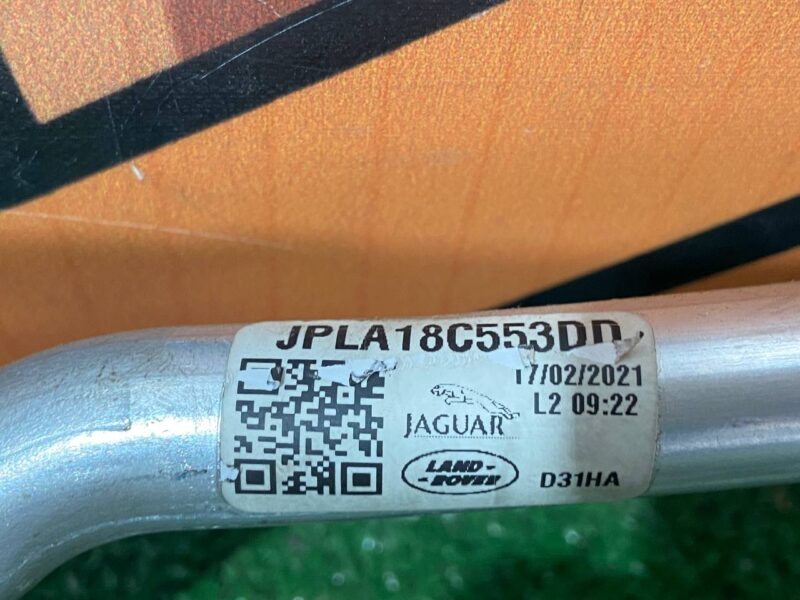 JPLA18C553DD
17/02/2021
L2 09:22
JAGUAR
LAND-
-ROVER
D31HA